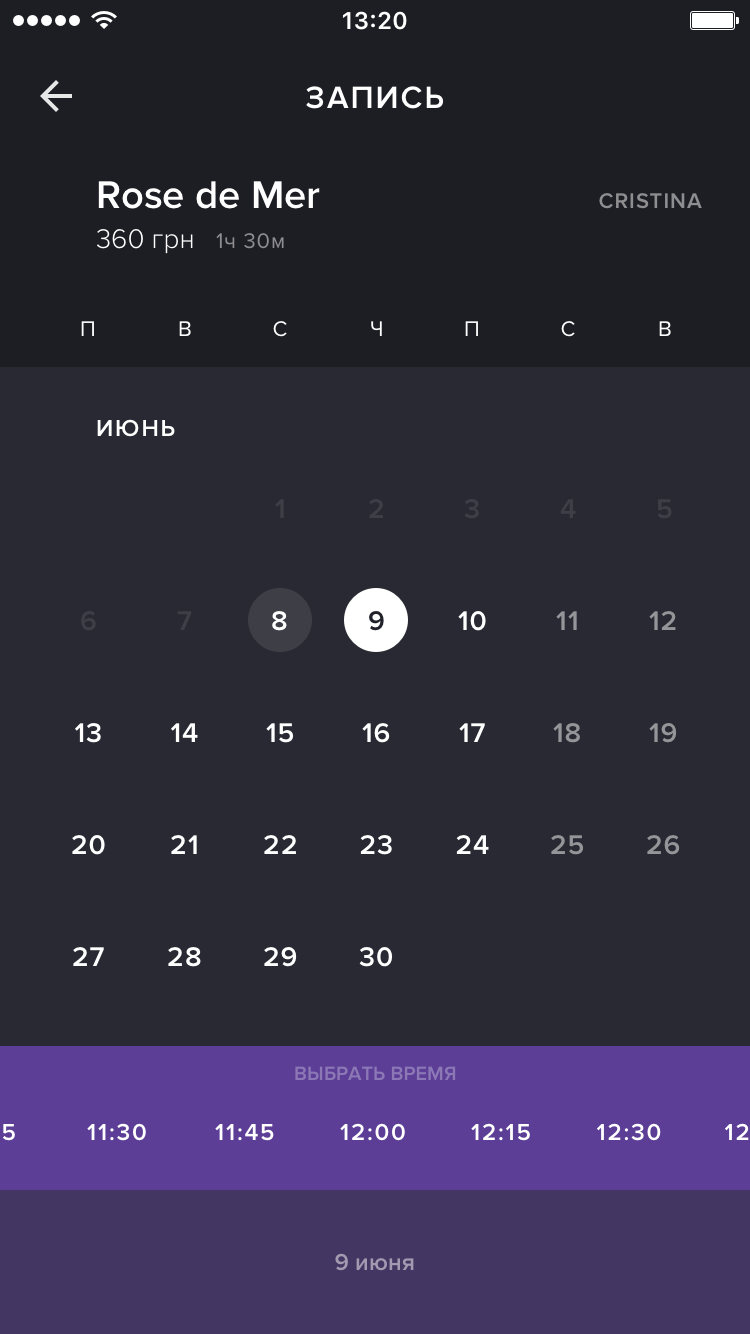 13:20
ЗАПИСЬ
Rose de Mer
CRISTINA
360 грн 1ч 30м
П В С Ч П С В
ИЮНЬ
1 2 3 4 5
6 7 8 9 10 11 12
13 14 15 16 17 18 19
20 21 22 23 24 25 26
27 28 29 30
ВЫБРАТЬ ВРЕМЯ
5 11:30 11:45 12:00 12:15 12:30 12
9 июня